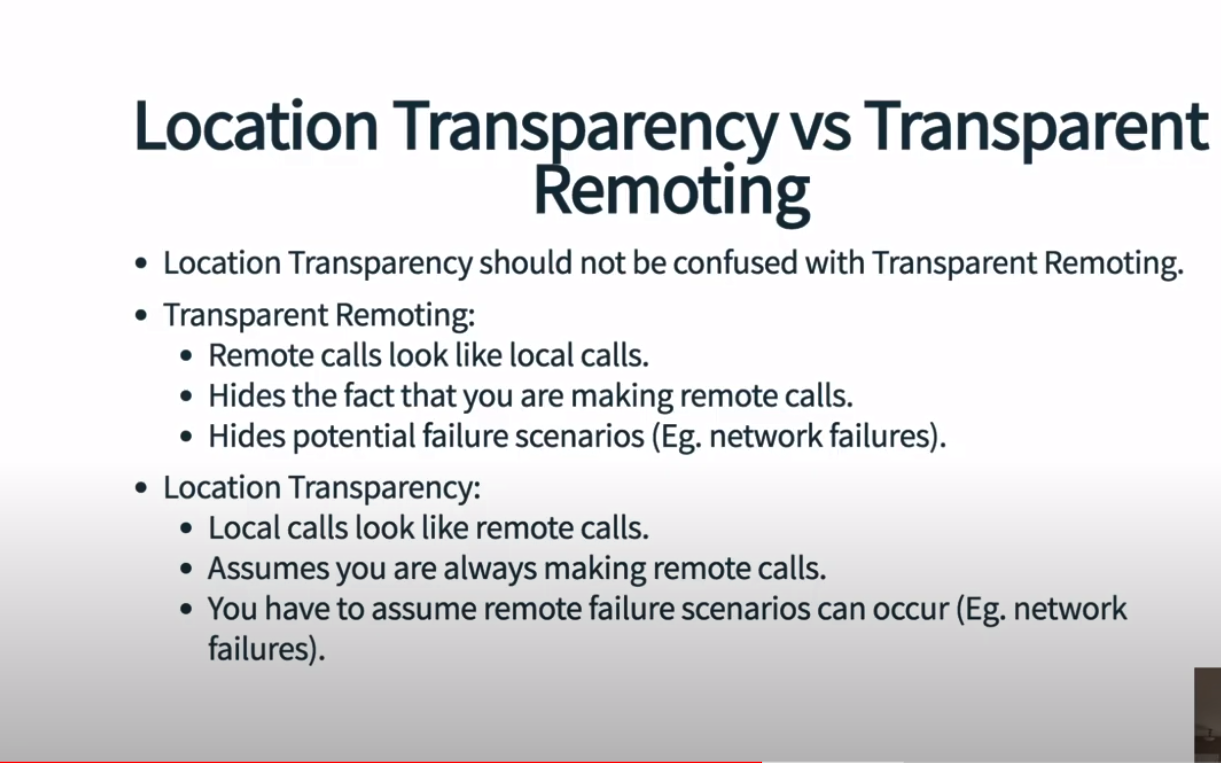 Location Transparency vs Transparent
Remoting
• Location Transparency should not be confused with Transparent Remoting.
• Transparent Remoting:
• Remote calls look like local calls.
• Hides the fact that you are making remote calls.
• Hides potential failure scenarios (Eg. network failures).
• Location Transparency:
• Local calls look like remote calls.
• Assumes you are always making remote calls.
• You have to assume remote failure scenarios can occur (Eg. network
failures).